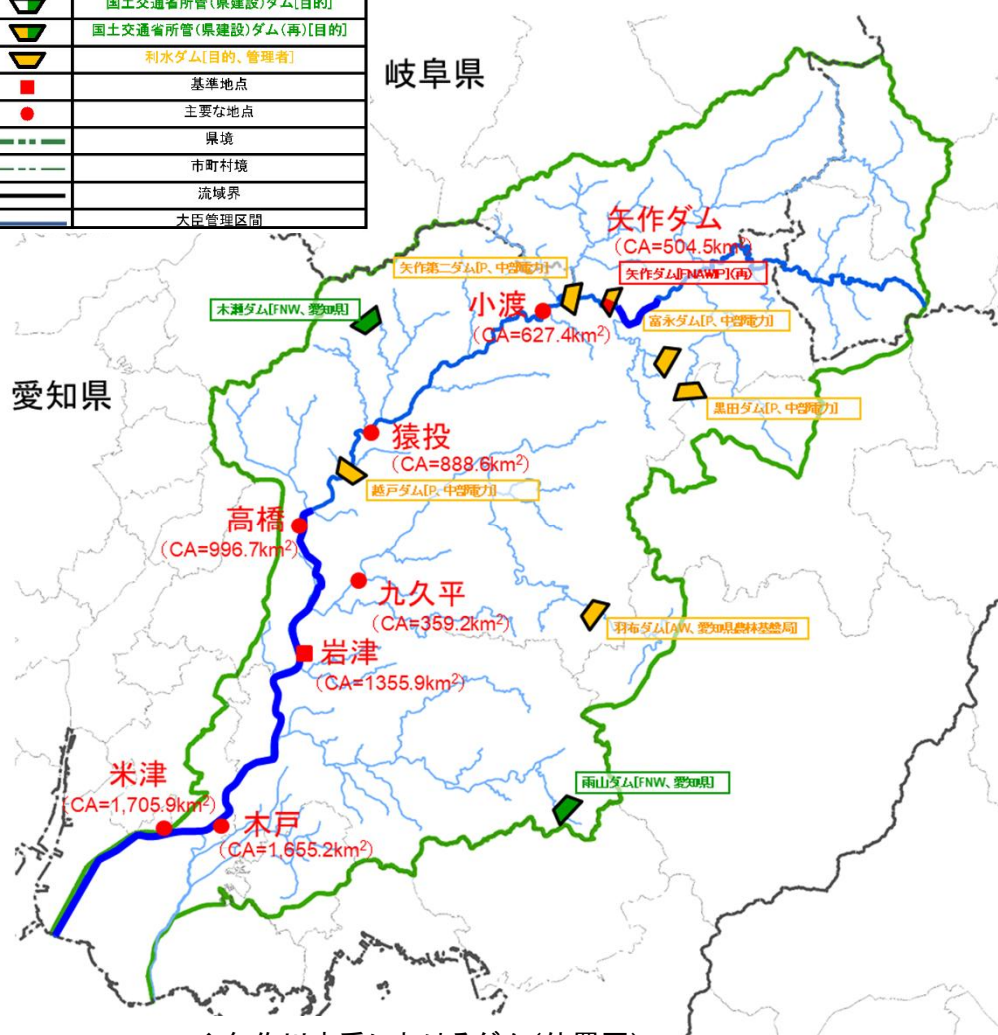 国土交通省所管(県建設)ダム[目的]
国土交通省所管(県建設)ダム(再)[目的]
利水ダム[目的、管理者]
基準地点
主要な地点
県境
市町村境
流域界
大臣管理区間
岐阜県
矢作ダム
(CA=504.5km²)
矢作第二ダム[P、中部電力]
矢作ダム[FNAWIP](再)
木瀬ダム[FNW、愛知県]
小渡
(CA=627.4km²)
富永ダム[P、中部電力]
愛知県
黒田ダム[P、中部電力]
猿投
(CA=888.6km²)
越戸ダム[P、中部電力]
高橋
(CA=996.7km²)
九久平
(CA=359.2km²)
羽布ダム[AW、愛知県農林基盤局]
岩津
(CA=1355.9km²)
雨山ダム[FNW、愛知県]
米津
(CA=1,705.9km²)
木戸
(CA=1,655.2km²)